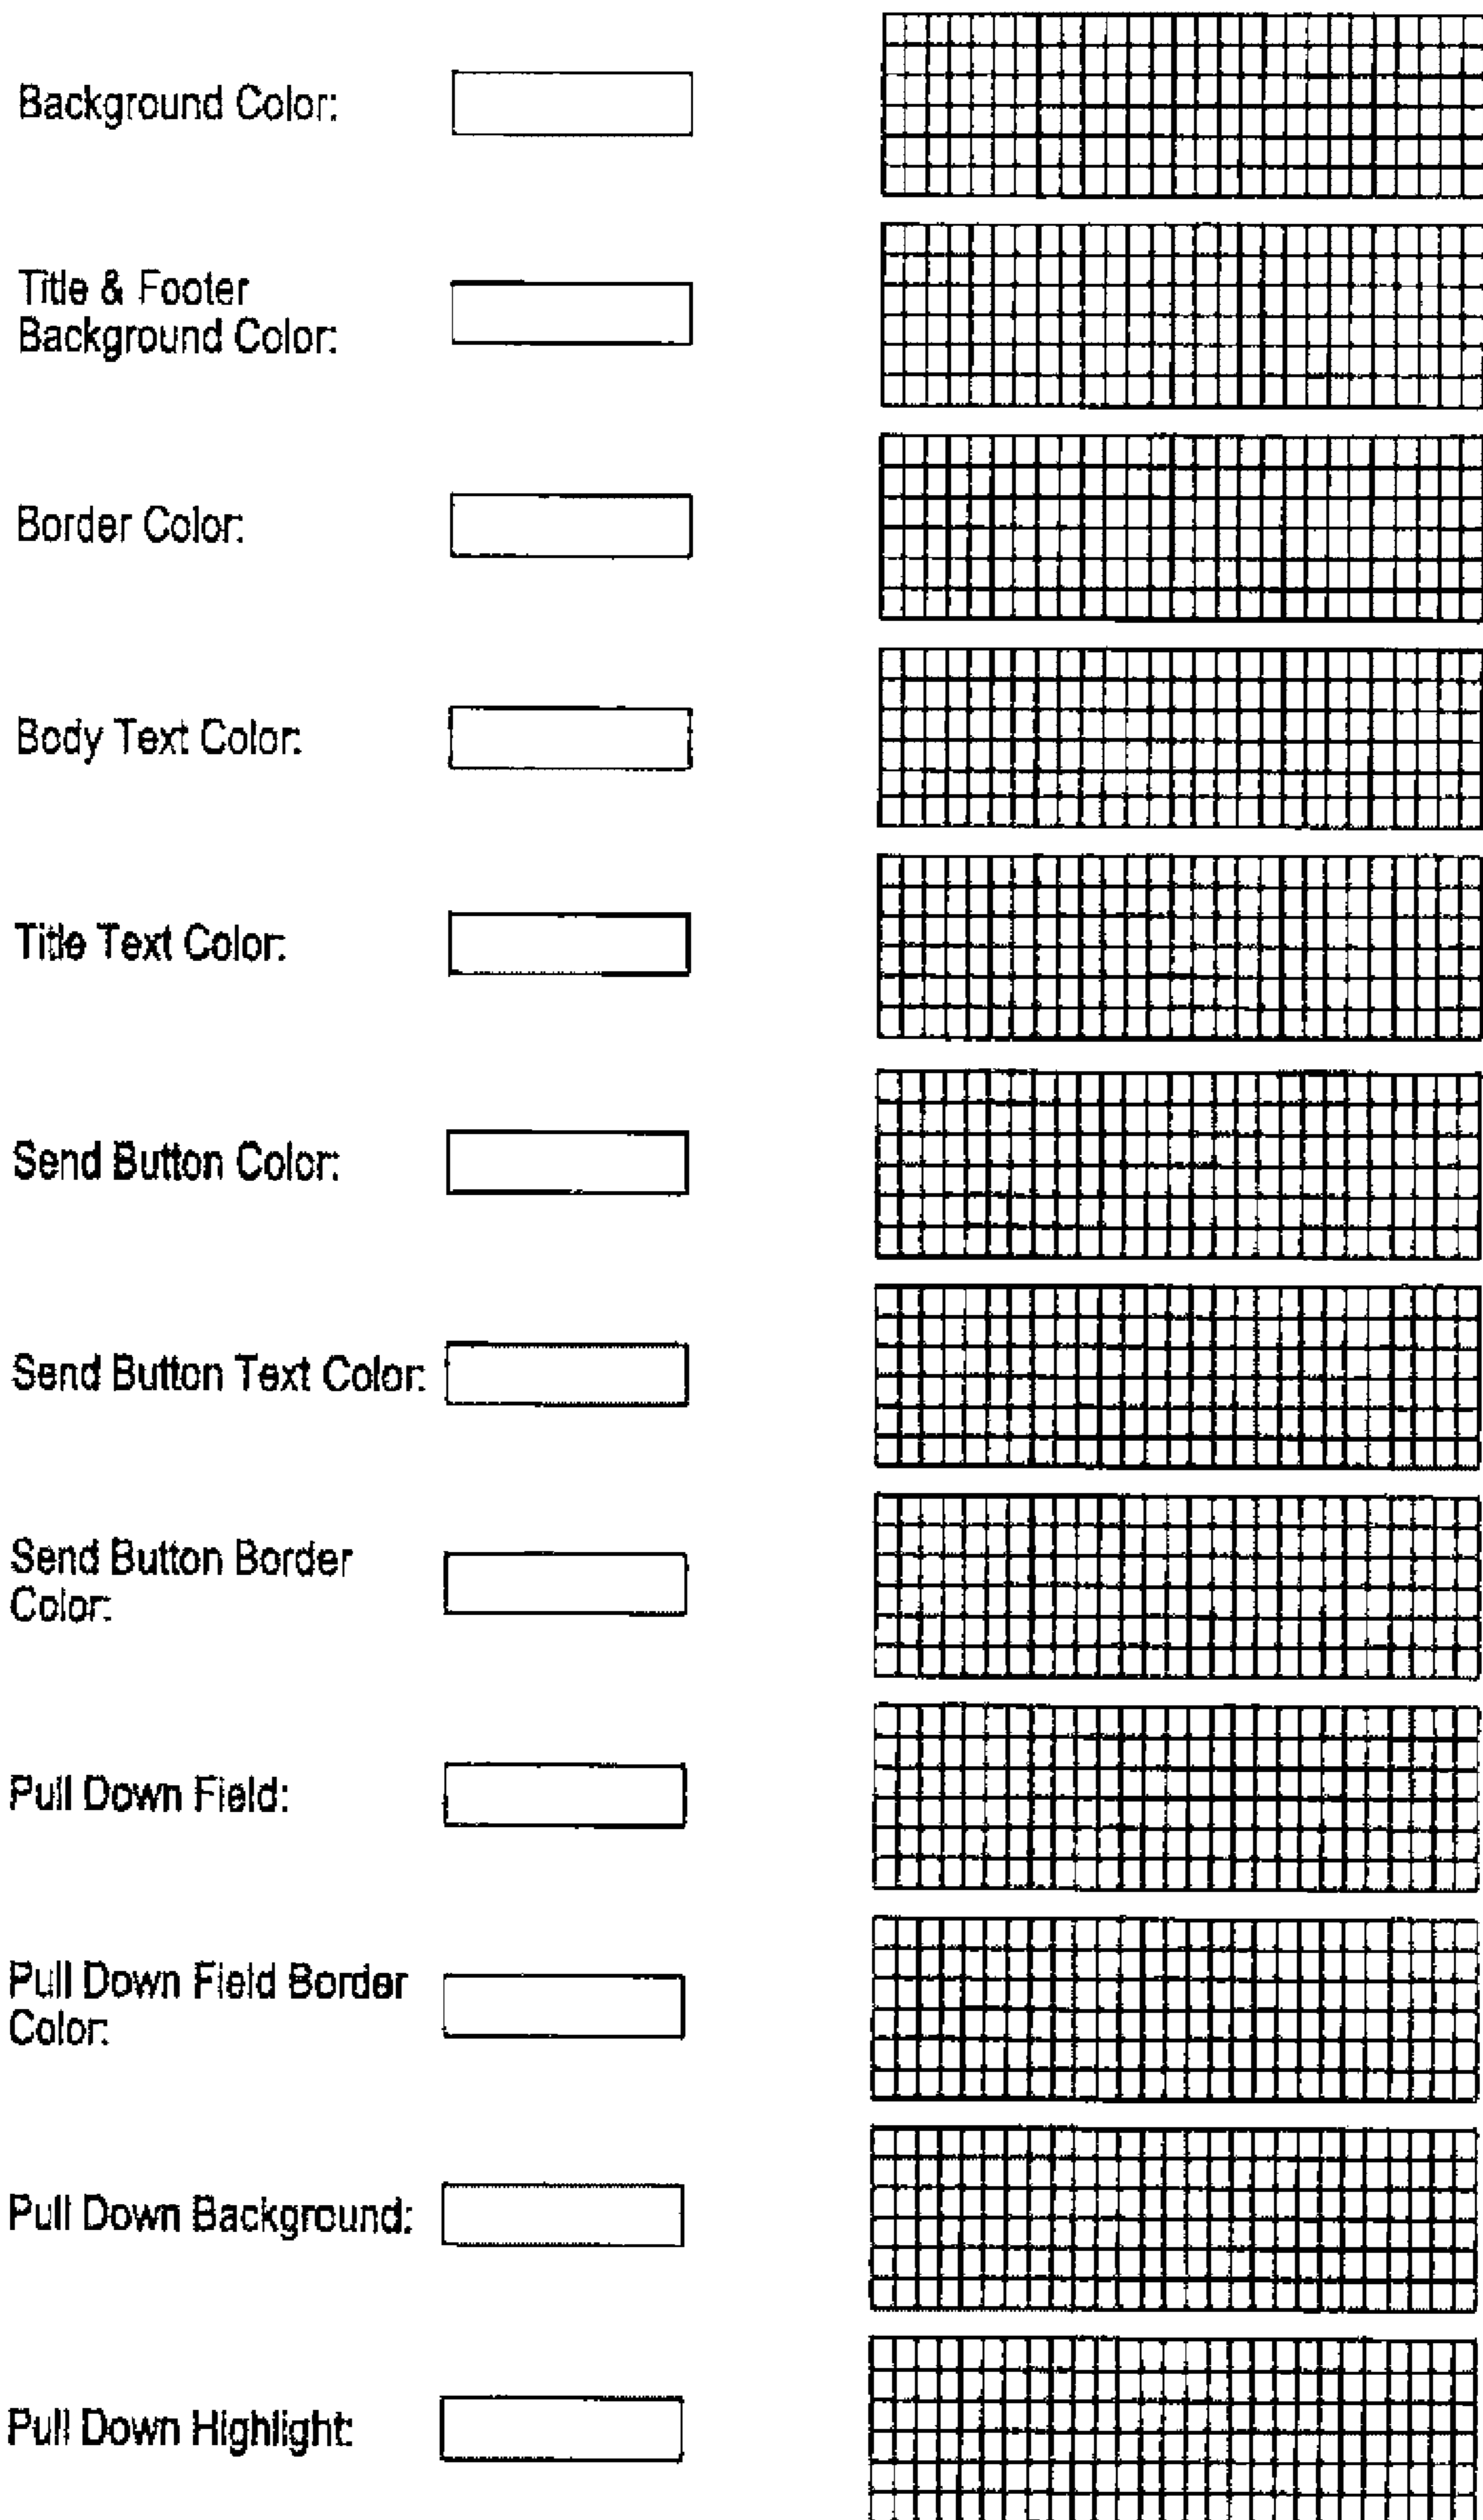 Background Color:
Title & Footer
Background Color:
Border Color:
Body Text Color:
Title Text Color:
Send Button Color:
Send Button Text Color:
Send Button Border
Color:
Pull Down Field:
Pull Down Field Border
Color:
Pull Down Background:
Pull Down Highlight: